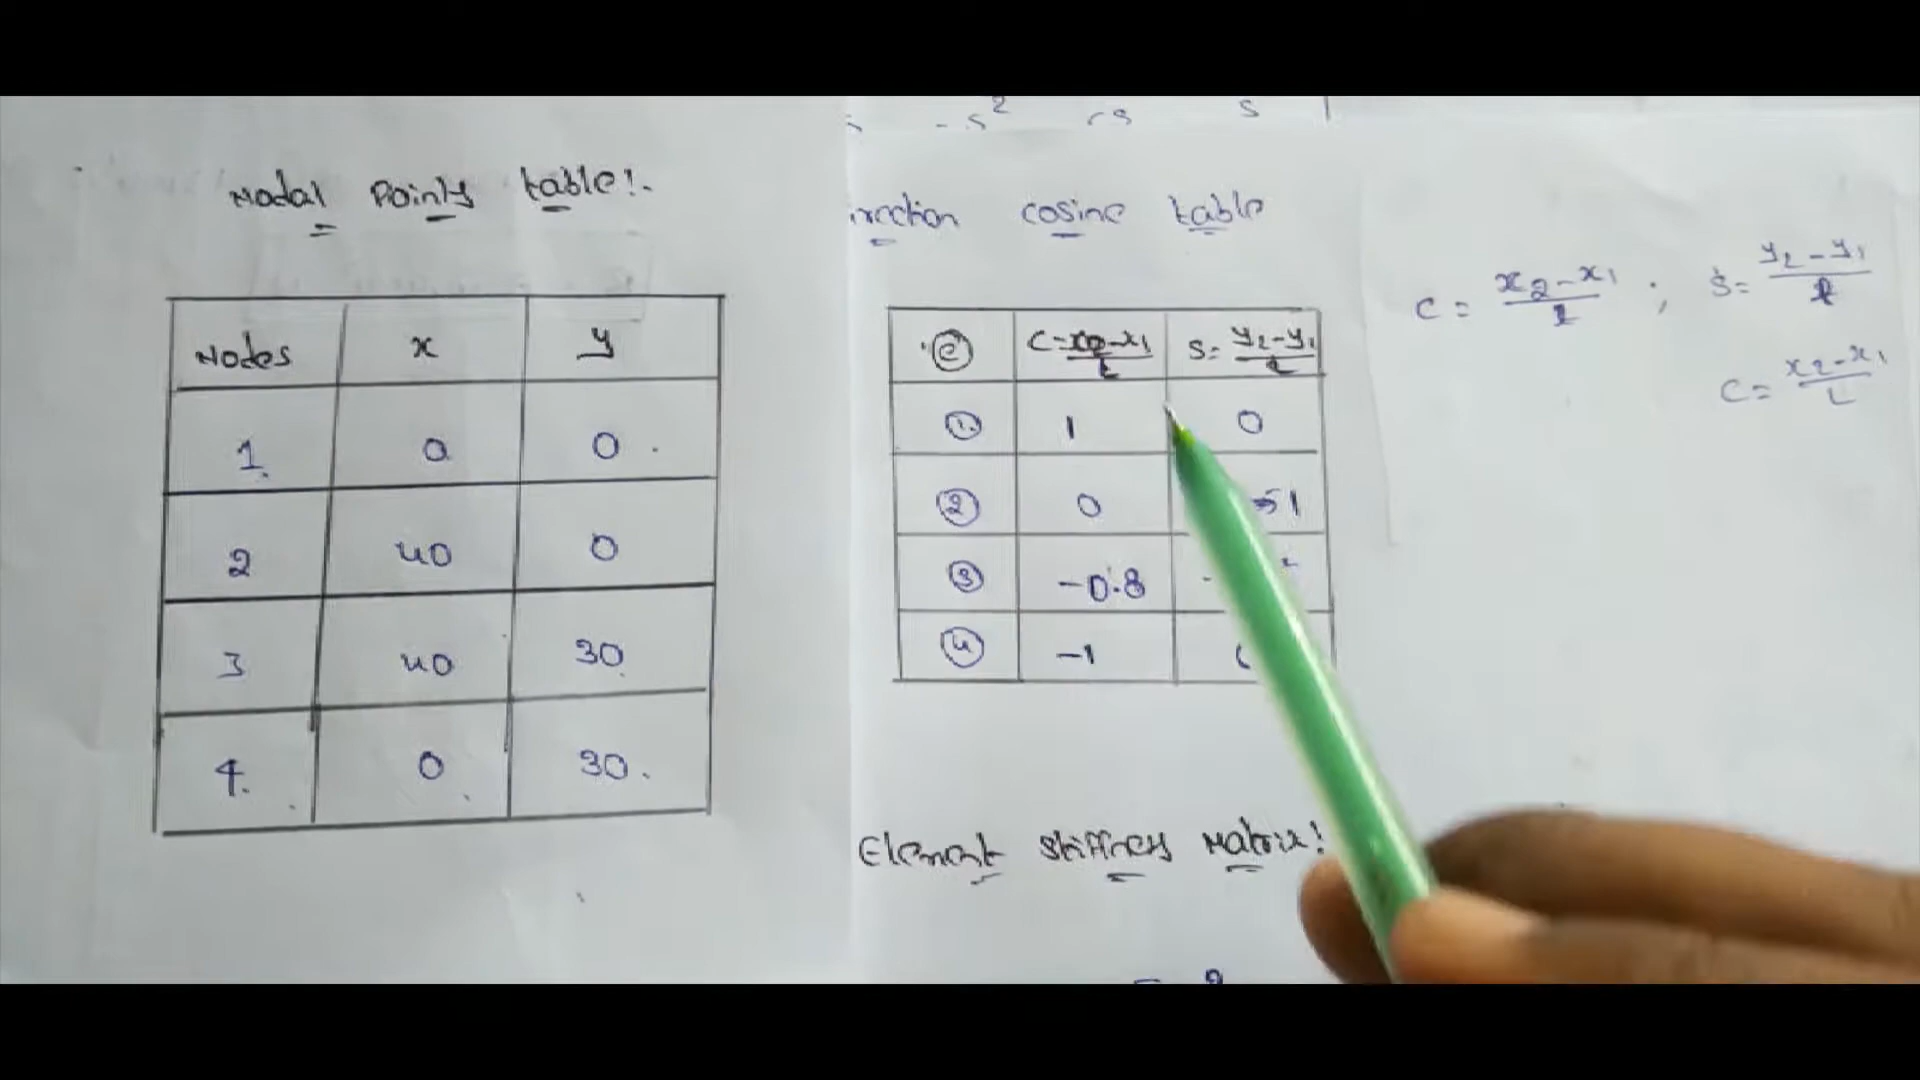 Nodal Points table:-
Nodes x y
1 0 0
2 40 0
3 40 30
4 0 30
s
irection cosine table
e C=x2-x1/L S=y2-y1/L
1 1 0
2 0 1
3 -0.8
4 -1
Element stiffness Matrix:
C = x2-x1/L ; S= y2-y1/L
C= x2-x1/L